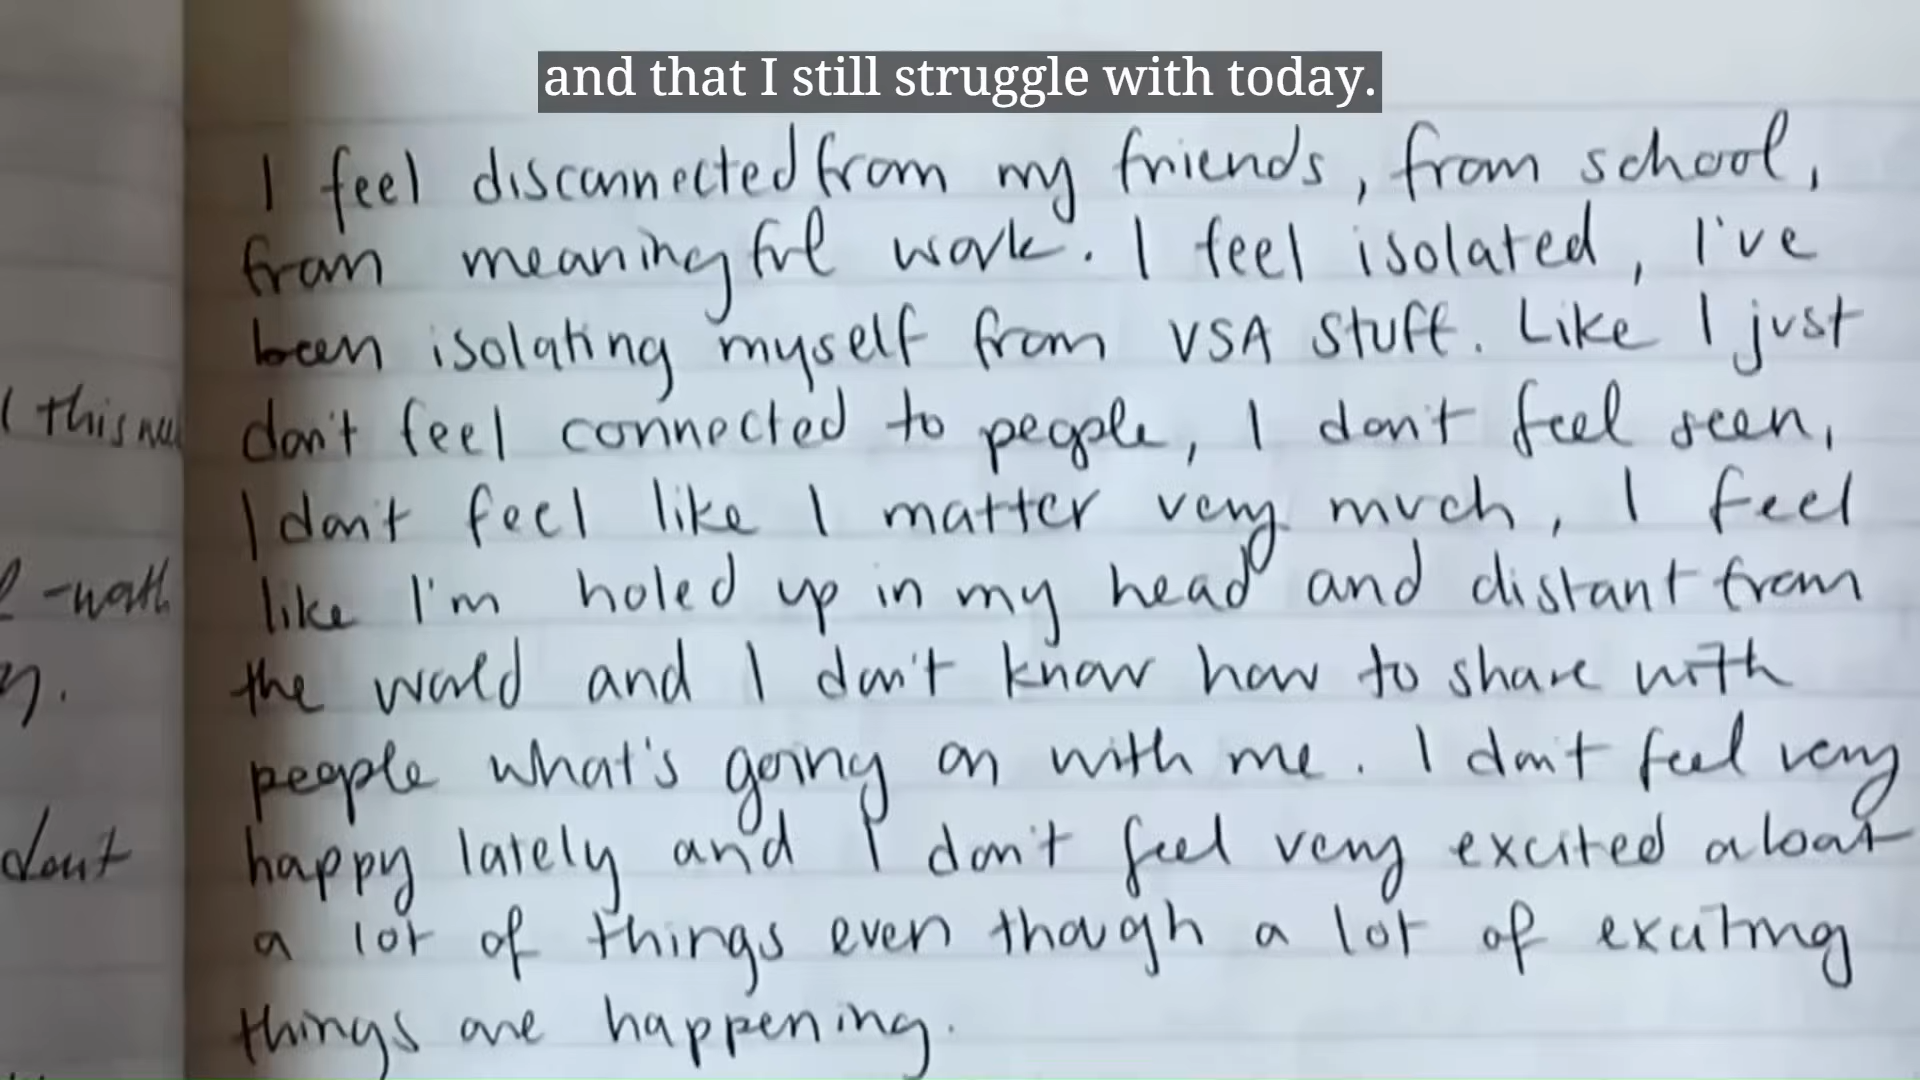 and that I still struggle with today.
I feel disconnected from my friends, from school,
from meaningful work. I feel isolated, I've
been isolating myself from VSA stuff. Like I just
don't feel connected to people, I don't feel seen,
I don't feel like I matter very much, I feel
like I'm holed up in my head and distant from
the world and I don't know how to share with
people what's going on with me. I don't feel very
happy lately and I don't feel very excited about
a lot of things even though a lot of exciting
things are happening.
this
dont